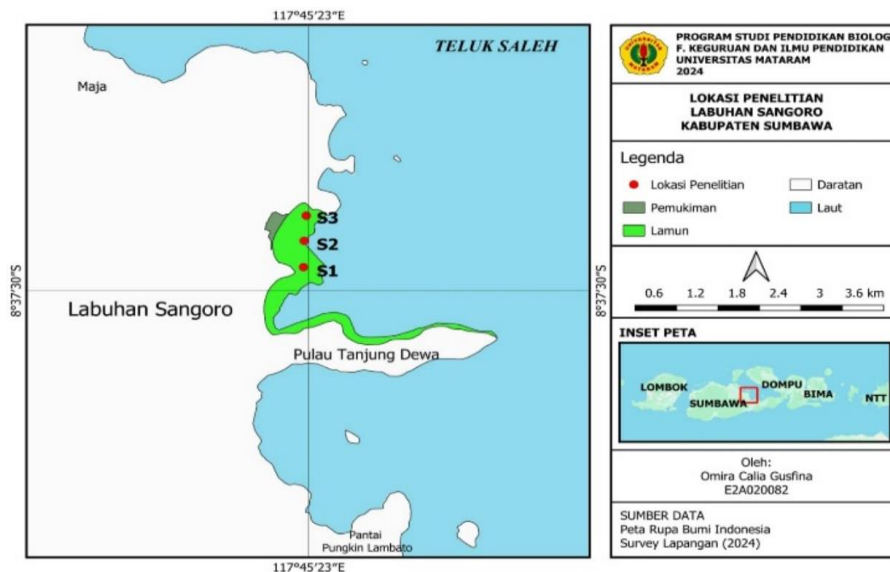 117°45'23"E
TELUK SALEH
Maja
S3
S2
S1
8°37'30"S
8°37'30"S
Labuhan Sangoro
Pulau Tanjung Dewa
Pantai
Pungkin Lambato
117°45'23"E
PROGRAM STUDI PENDIDIKAN BIOLOG
F. KEGURUAN DAN ILMU PENDIDIKAN
UNIVERSITAS MATARAM
2024
LOKASI PENELITIAN
LABUHAN SANGORO
KABUPATEN SUMBAWA
Legenda
Lokasi Penelitian
Daratan
Pemukiman
Laut
Lamun
0.6 1.2 1.8 2.4 3 3.6 km
INSET PETA
LOMBOK
SUMBAWA
DOMPU
BIMA
NTT
Oleh:
Omira Calia Gusfina
E2A020082
SUMBER DATA
Peta Rupa Bumi Indonesia
Survey Lapangan (2024)